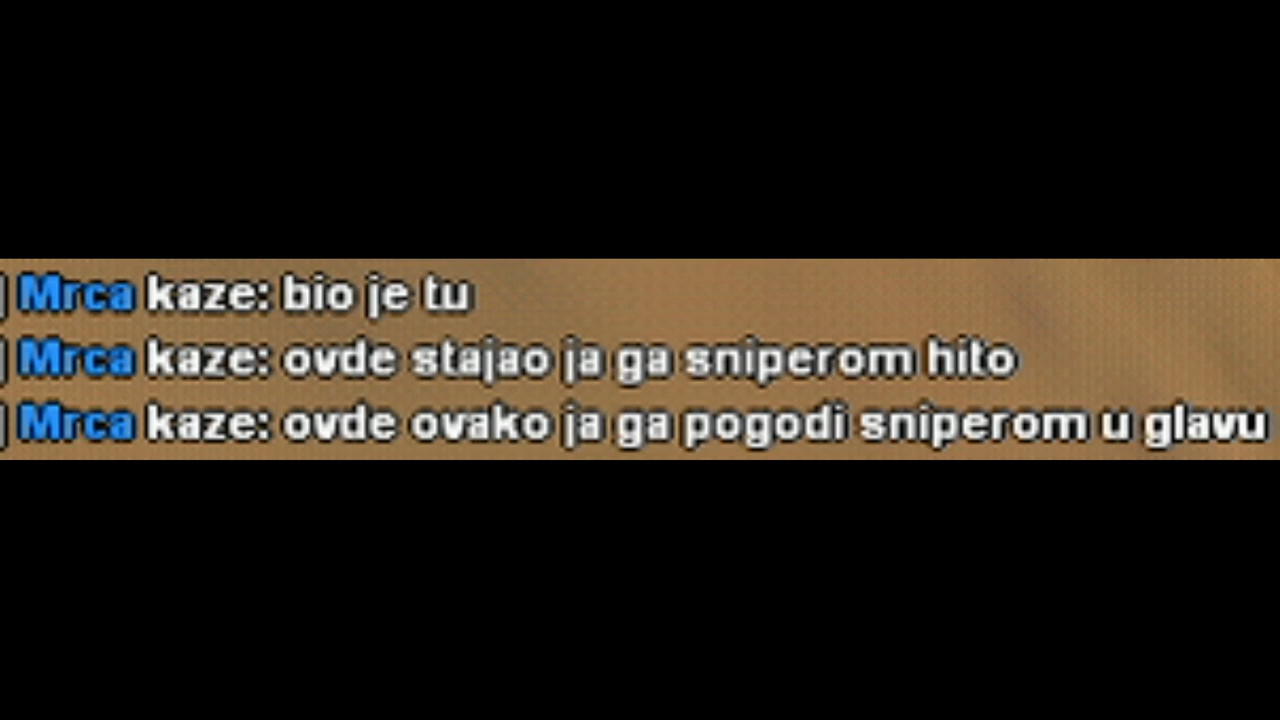 Mrca kaze: bio je tu
Mrca kaze: ovde stajao ja ga sniperom hito
Mrca kaze: ovde ovako ja ga pogodi sniperom u glavu